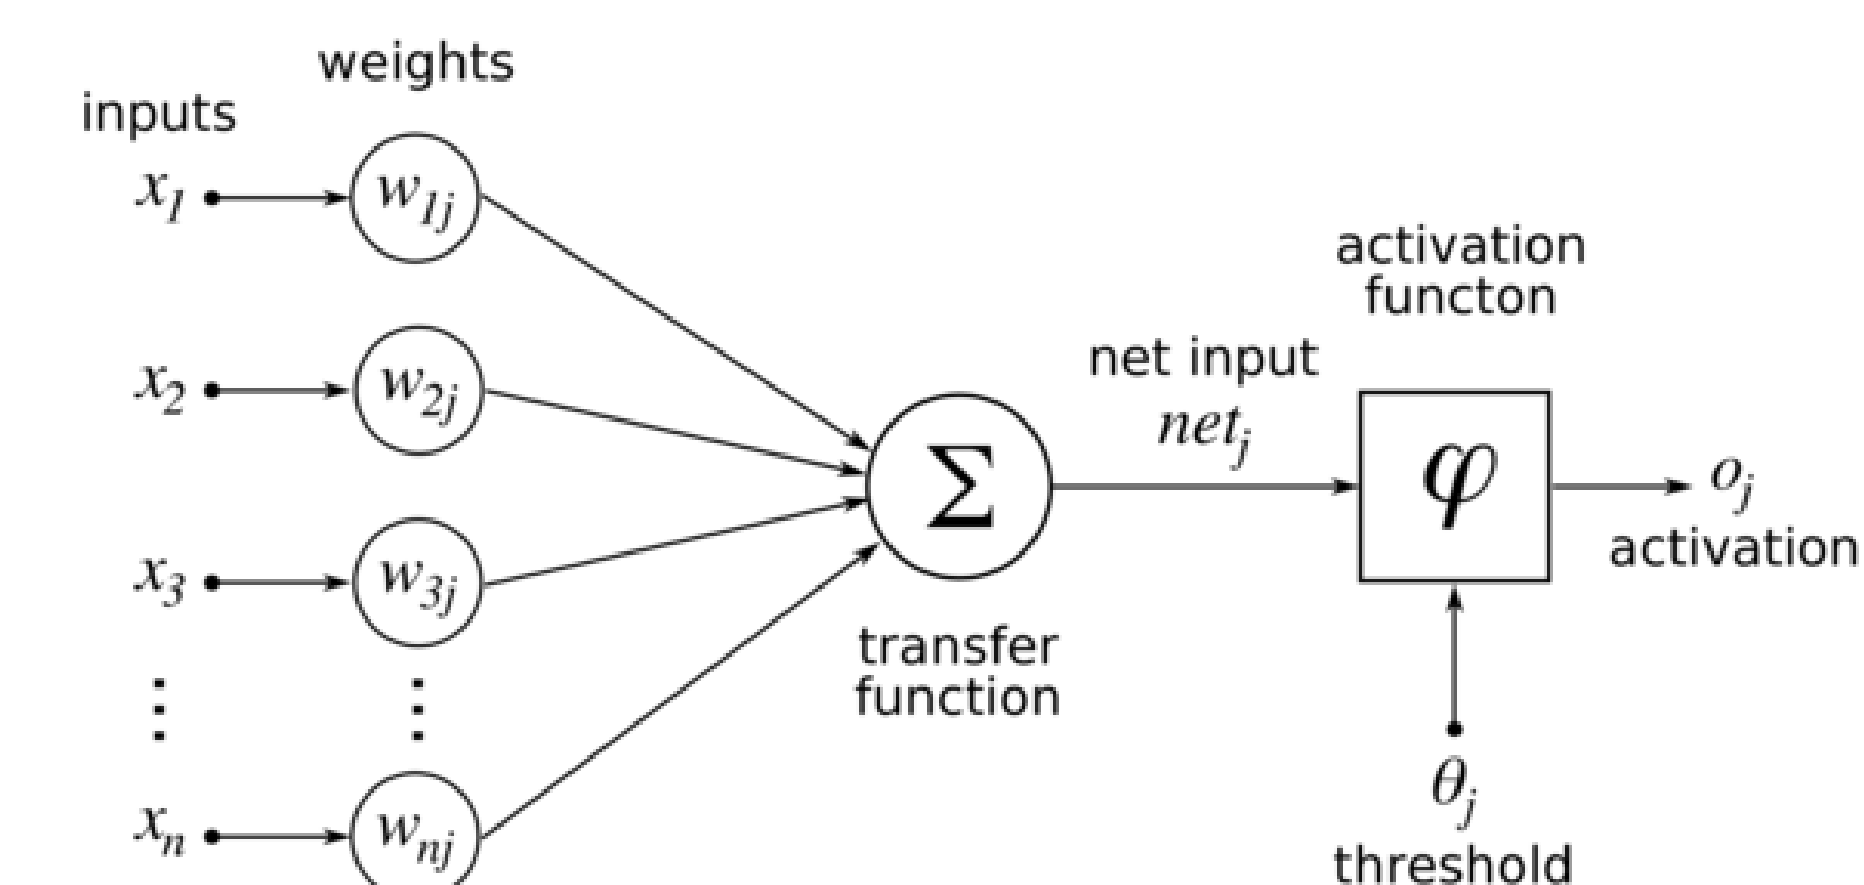 weights
inputs
x₁
w₁ⱼ
x₂
w₂ⱼ
x₃
w₃ⱼ
⋮
⋮
xₙ
wₙⱼ
Σ
transfer
function
net input
netⱼ
activation
functon
φ
oⱼ
activation
θⱼ
threshold